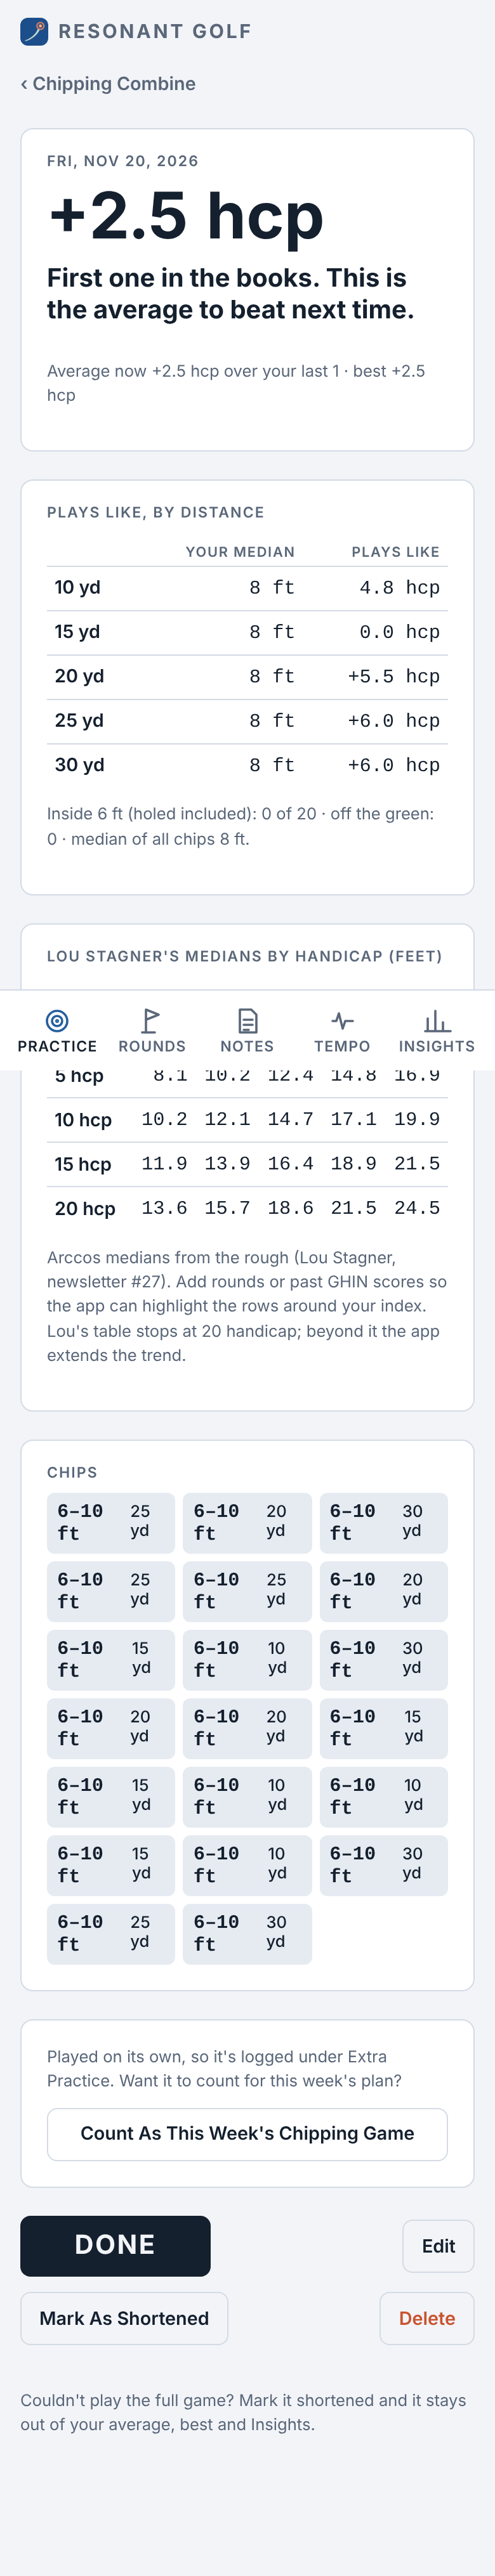 RESONANT GOLF
‹ Chipping Combine
FRI, NOV 20, 2026
+2.5 hcp
First one in the books. This is
the average to beat next time.
Average now +2.5 hcp over your last 1 · best +2.5
hcp
PLAYS LIKE, BY DISTANCE
YOUR MEDIAN PLAYS LIKE
10 yd 8 ft 4.8 hcp
15 yd 8 ft 0.0 hcp
20 yd 8 ft +5.5 hcp
25 yd 8 ft +6.0 hcp
30 yd 8 ft +6.0 hcp
Inside 6 ft (holed included): 0 of 20 · off the green:
0 · median of all chips 8 ft.
LOU STAGNER'S MEDIANS BY HANDICAP (FEET)
PRACTICE ROUNDS NOTES TEMPO INSIGHTS
5 hcp 8.1 10.2 12.4 14.8 16.9
10 hcp 10.2 12.1 14.7 17.1 19.9
15 hcp 11.9 13.9 16.4 18.9 21.5
20 hcp 13.6 15.7 18.6 21.5 24.5
Arccos medians from the rough (Lou Stagner,
newsletter #27). Add rounds or past GHIN scores so
the app can highlight the rows around your index.
Lou's table stops at 20 handicap; beyond it the app
extends the trend.
CHIPS
6–10 ft 25 yd 6–10 ft 20 yd 6–10 ft 30 yd
6–10 ft 25 yd 6–10 ft 25 yd 6–10 ft 20 yd
6–10 ft 15 yd 6–10 ft 10 yd 6–10 ft 30 yd
6–10 ft 20 yd 6–10 ft 20 yd 6–10 ft 15 yd
6–10 ft 15 yd 6–10 ft 10 yd 6–10 ft 10 yd
6–10 ft 15 yd 6–10 ft 10 yd 6–10 ft 30 yd
6–10 ft 25 yd 6–10 ft 30 yd
Played on its own, so it's logged under Extra
Practice. Want it to count for this week's plan?
Count As This Week's Chipping Game
DONE Edit
Mark As Shortened Delete
Couldn't play the full game? Mark it shortened and it stays
out of your average, best and Insights.